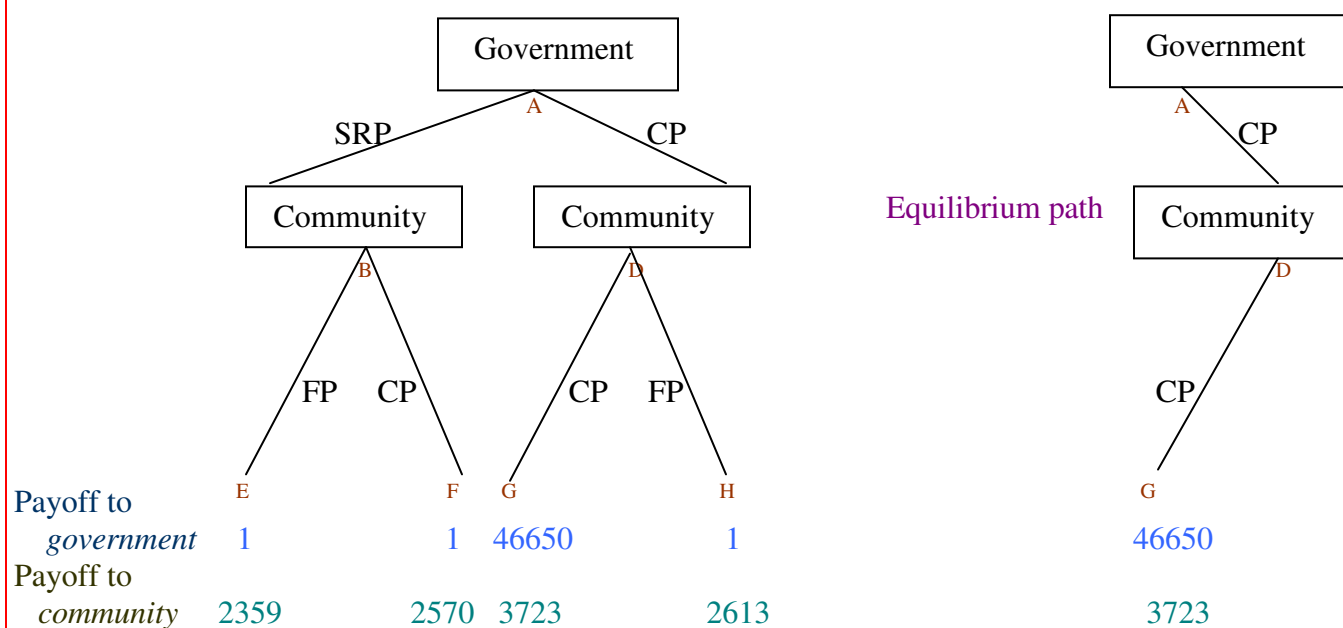 Government
Government
A
A
SRP
CP
CP
Community
Community
Equilibrium path
Community
B
D
D
FP
CP
CP
FP
CP
E
F
G
H
G
Payoff to
government 1 1 46650 1 46650
Payoff to
community 2359 2570 3723 2613 3723